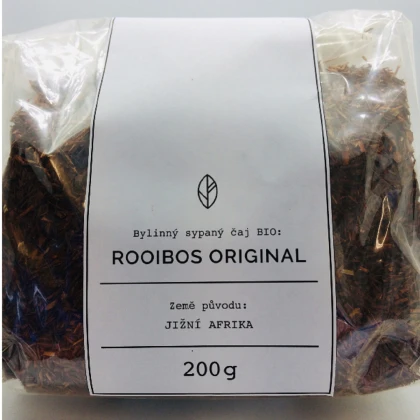 Bylinný sypaný čaj BIO:
ROOIBOS ORIGINAL
Země původu:
JIŽNÍ AFRIKA
200g